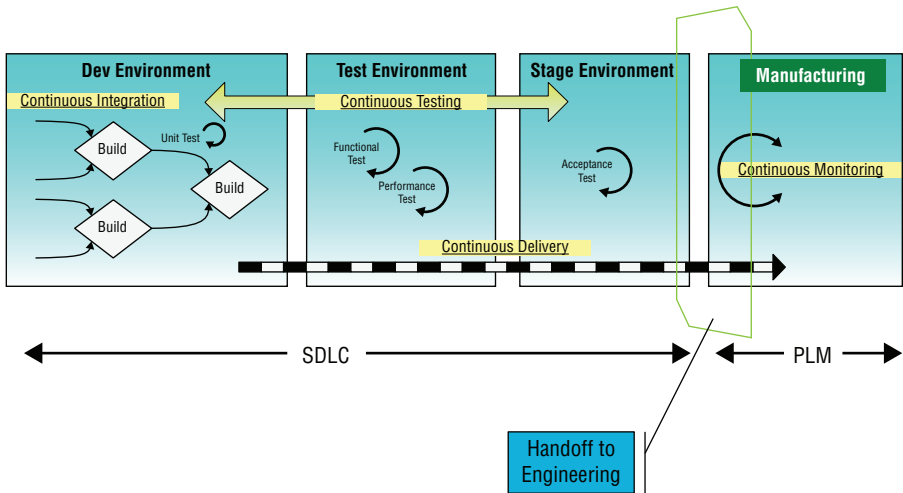 Dev Environment
Test Environment
Stage Environment
Manufacturing
Continuous Integration
Continuous Testing
Unit Test
Build
Build
Build
Functional
Test
Performance
Test
Acceptance
Test
Continuous Monitoring
Continuous Delivery
SDLC
PLM
Handoff to
Engineering